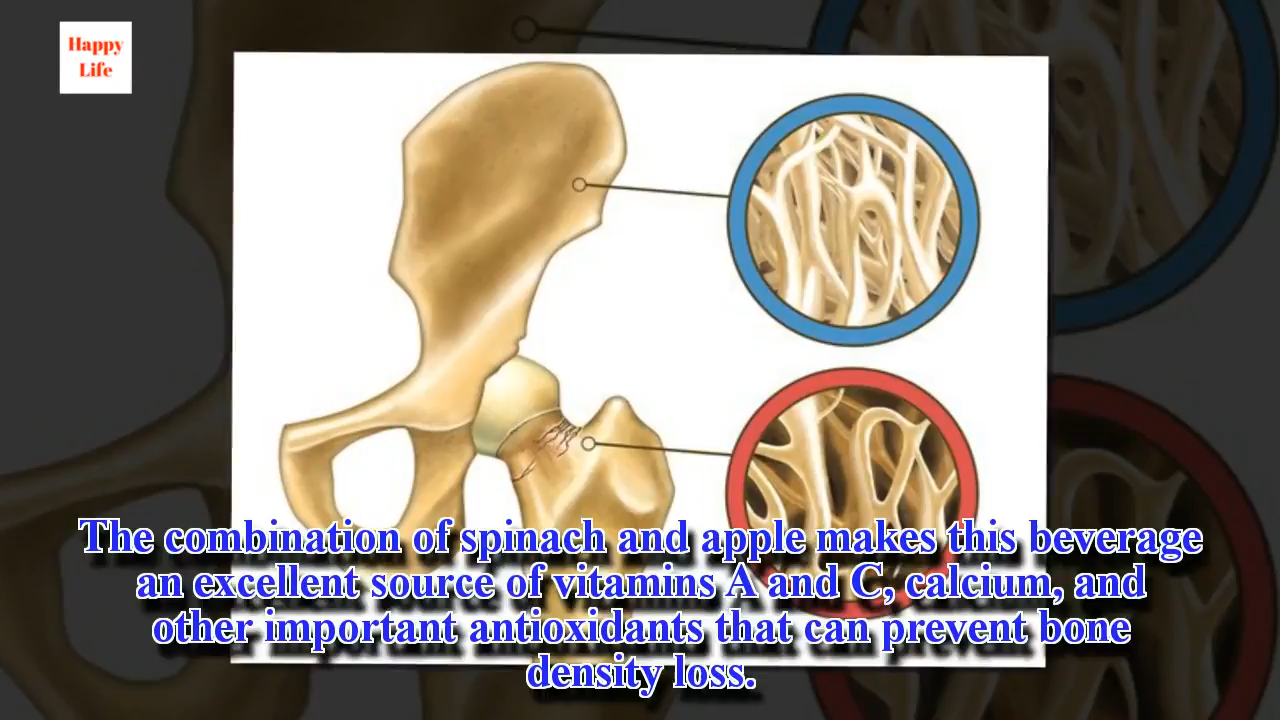 Happy
Life
The combination of spinach and apple makes this beverage
an excellent source of vitamins A and C, calcium, and
other important antioxidants that can prevent bone
density loss.